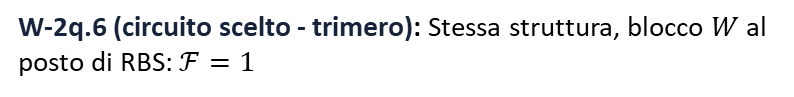 W-2q.6 (circuito scelto - trimero): Stessa struttura, blocco 𝑊 al
posto di RBS: ℱ = 1